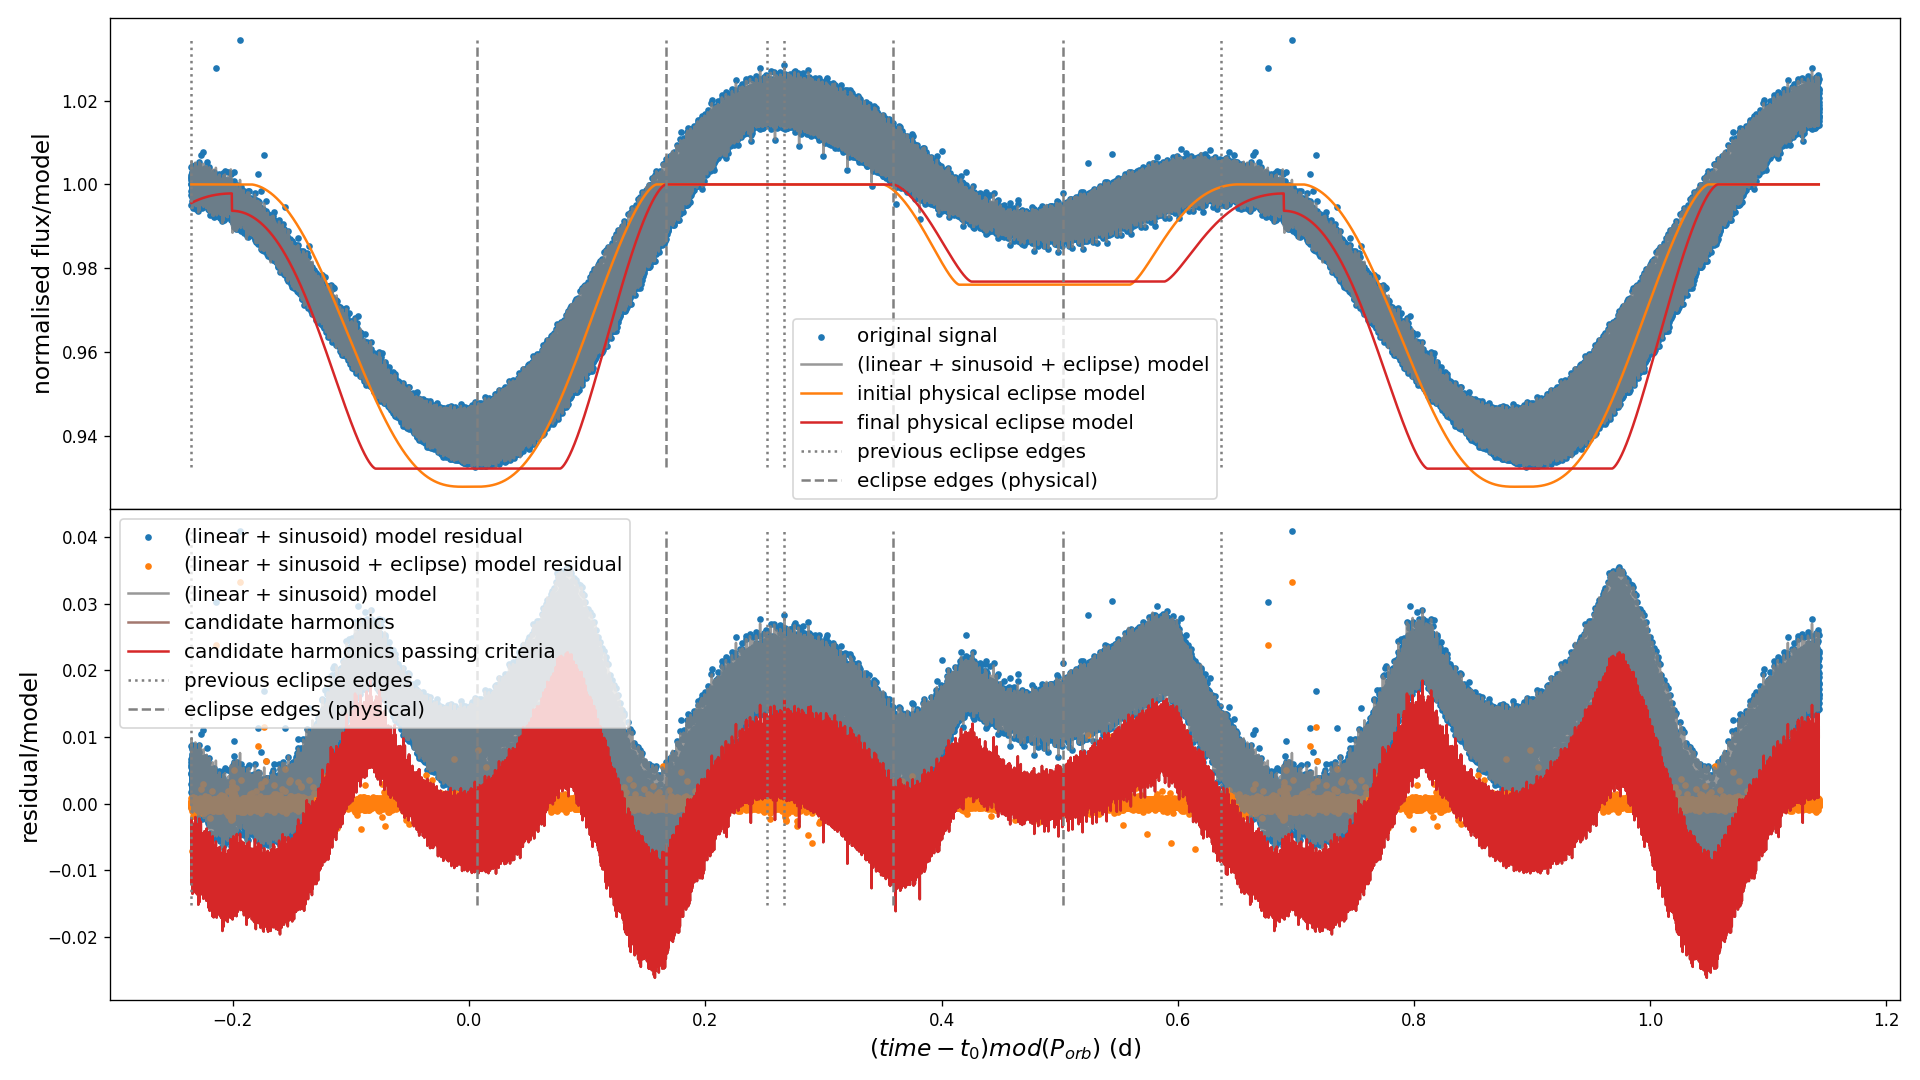 normalised flux/model
1.02
1.00
0.98
0.96
0.94
original signal
(linear + sinusoid + eclipse) model
initial physical eclipse model
final physical eclipse model
previous eclipse edges
eclipse edges (physical)
residual/model
0.04
0.03
0.02
0.01
0.00
−0.01
−0.02
(linear + sinusoid) model residual
(linear + sinusoid + eclipse) model residual
(linear + sinusoid) model
candidate harmonics
candidate harmonics passing criteria
previous eclipse edges
eclipse edges (physical)
−0.2 0.0 0.2 0.4 0.6 0.8 1.0 1.2
(time − t₀)mod(P_orb) (d)